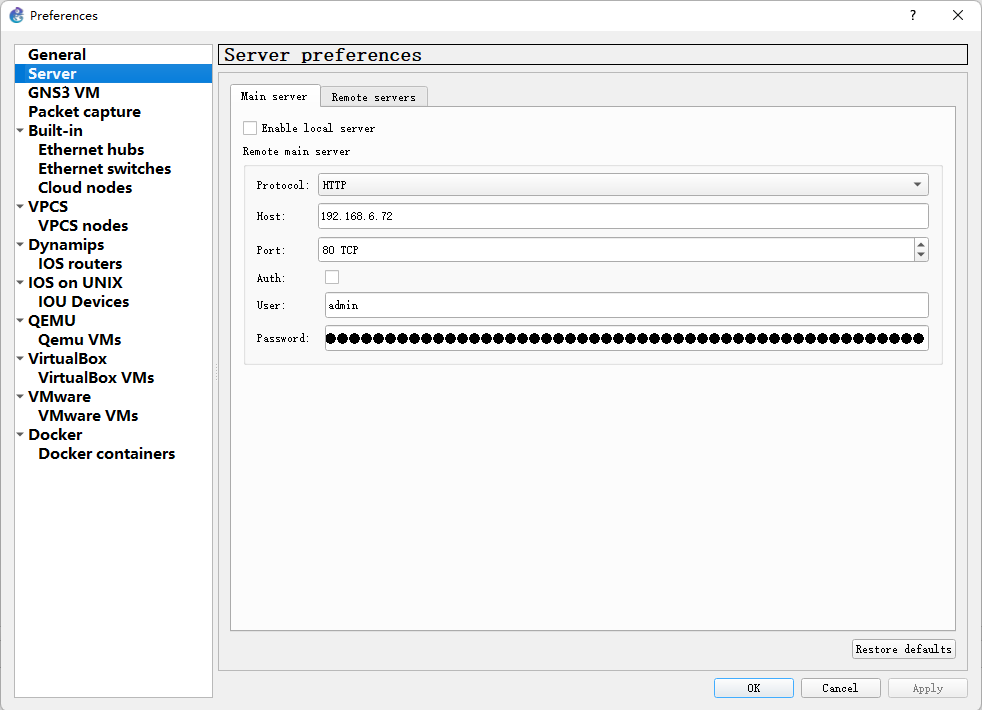 Preferences
?
General
Server
GNS3 VM
Packet capture
Built-in
Ethernet hubs
Ethernet switches
Cloud nodes
VPCS
VPCS nodes
Dynamips
IOS routers
IOS on UNIX
IOU Devices
QEMU
Qemu VMs
VirtualBox
VirtualBox VMs
VMware
VMware VMs
Docker
Docker containers
Server preferences
Main server
Remote servers
Enable local server
Remote main server
Protocol: HTTP
Host: 192.168.6.72
Port: 80 TCP
Auth:
User: admin
Password:
Restore defaults
OK
Cancel
Apply